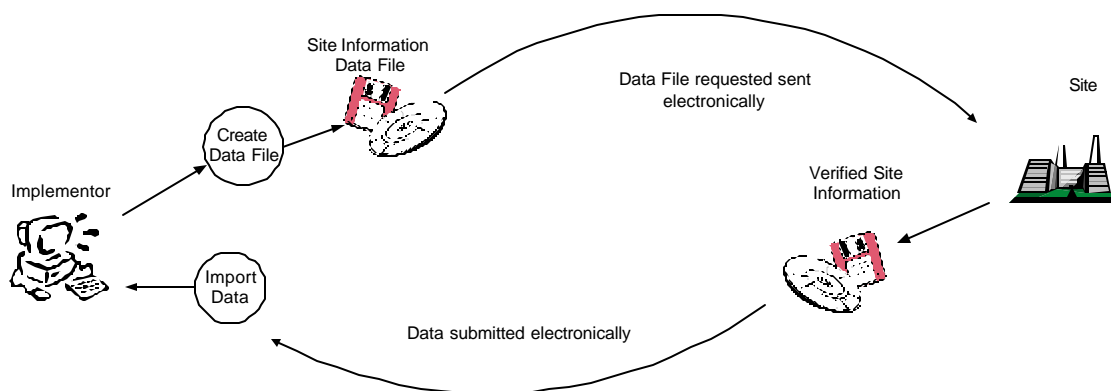 Site Information
Data File
Data File requested sent
electronically
Site
Create
Data File
Verified Site
Information
Implementor
Import
Data
Data submitted electronically